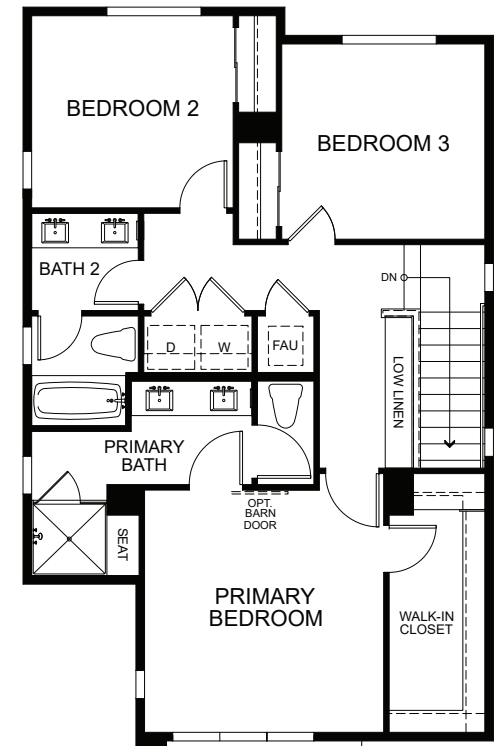 BEDROOM 2
BEDROOM 3
BATH 2
DN
D
W
FAU
LOW LINEN
PRIMARY
BATH
OPT.
BARN
DOOR
SEAT
PRIMARY
BEDROOM
WALK-IN
CLOSET